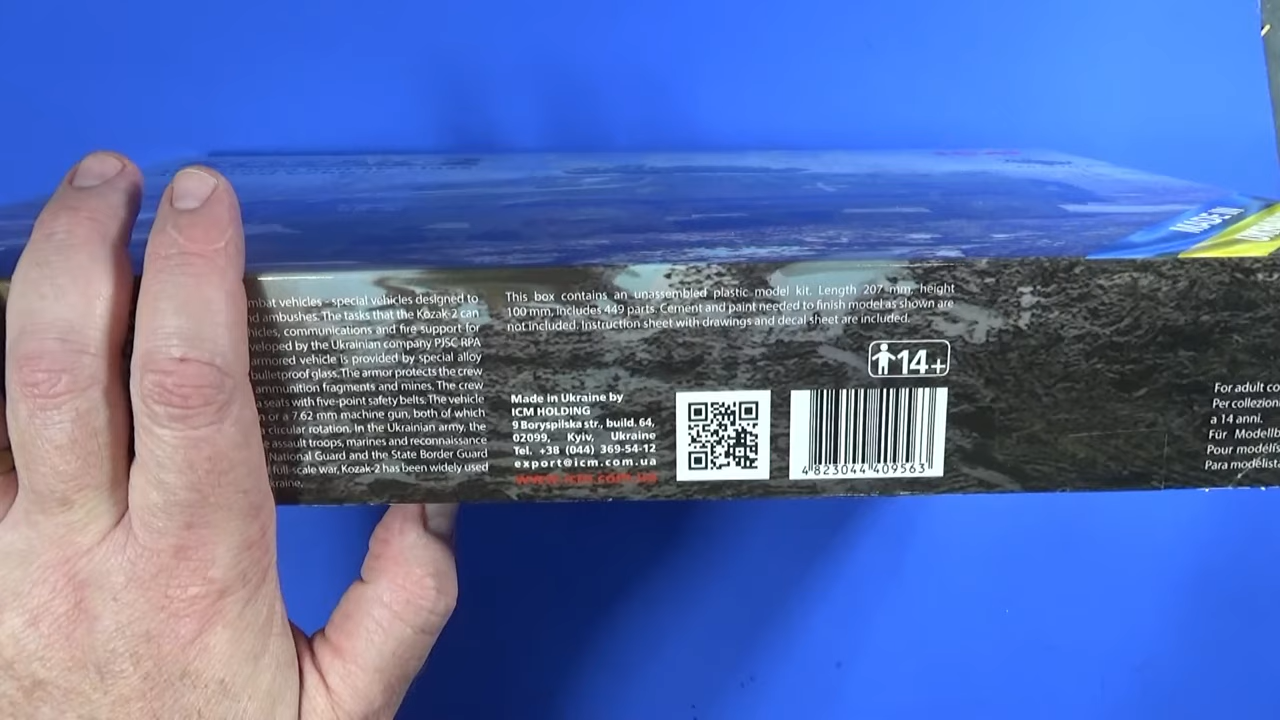 MADE IN
mbat vehicles - special vehicles designed to
nd ambushes. The tasks that the Kozak-2 can
hicles, communications and fire support for
veloped by the Ukrainian company PJSC RPA
armored vehicle is provided by special alloy
bulletproof glass. The armor protects the crew
ammunition fragments and mines. The crew
seats with five-point safety belts. The vehicle
or a 7.62 mm machine gun, both of which
circular rotation. In the Ukrainian army, the
assault troops, marines and reconnaissance
National Guard and the State Border Guard
full-scale war, Kozak-2 has been widely used
kraine.
This box contains an unassembled plastic model kit. Length 207 mm, height
100 mm, includes 449 parts. Cement and paint needed to finish model as shown are
not included. Instruction sheet with drawings and decal sheet are included.
14+
Made in Ukraine by
ICM HOLDING
9 Boryspilska str., build. 64,
02099, Kyiv, Ukraine
Tel. +38 (044) 369-54-12
export@icm.com.ua
www.icm.com.ua
4 823044 409563
For adult co
Per collezion
a 14 anni.
Für Modellb
Pour modélis
Para modélist